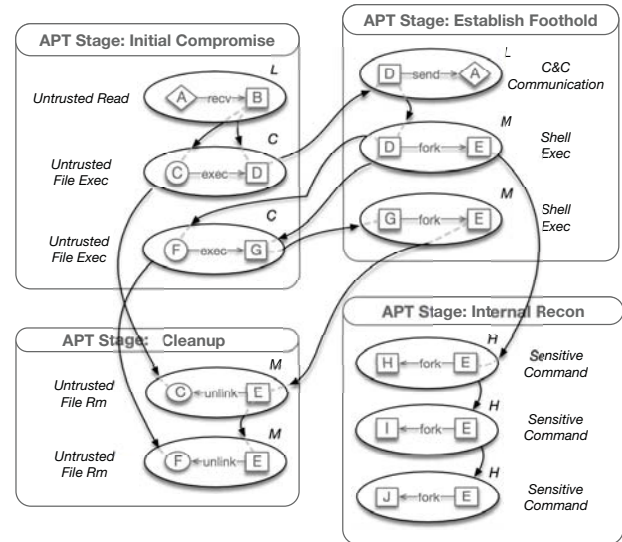 APT Stage: Initial Compromise
L
Untrusted Read
A recv B
C
Untrusted
File Exec
C exec D
C
Untrusted
File Exec
F exec G
APT Stage: Establish Foothold
L
D send A
C&C
Communication
M
D fork E
Shell
Exec
M
G fork E
Shell
Exec
APT Stage: Cleanup
M
Untrusted
File Rm
C unlink E
M
Untrusted
File Rm
F unlink E
APT Stage: Internal Recon
H
H fork E
Sensitive
Command
H
I fork E
Sensitive
Command
H
J fork E
Sensitive
Command